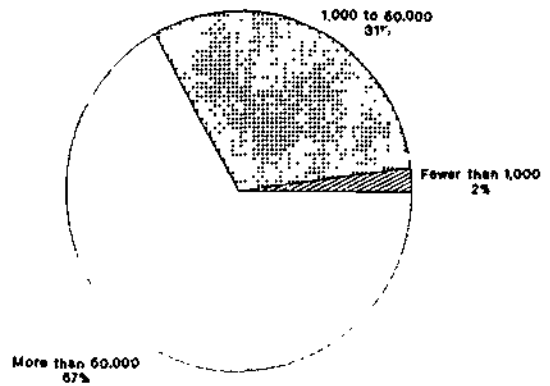 1,000 to 60,000
31%
Fewer than 1,000
2%
More than 60,000
67%